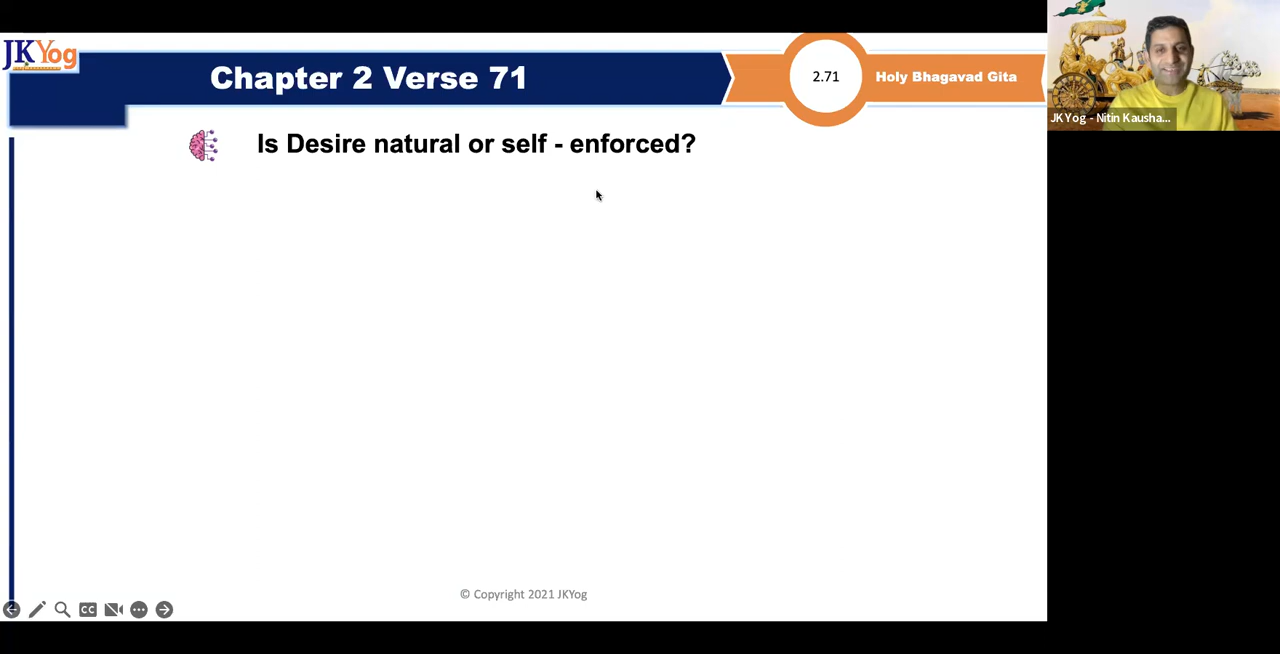 JKYog
Chapter 2 Verse 71
2.71
Holy Bhagavad Gita
JKYog - Nitin Kausha...
Is Desire natural or self - enforced?
© Copyright 2021 JKYog
CC